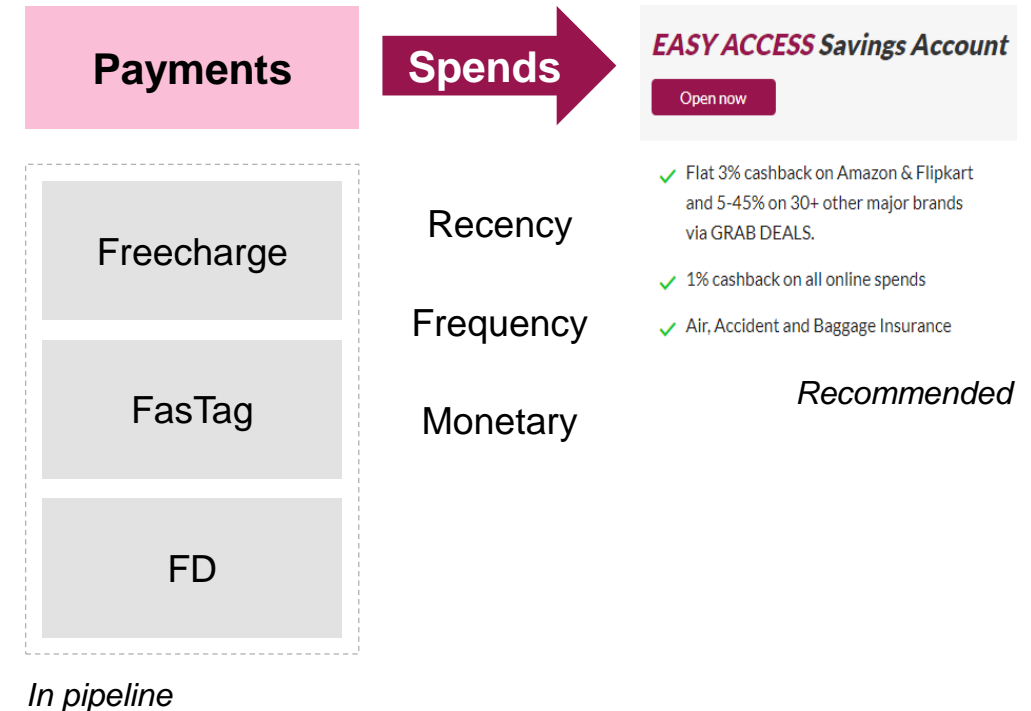 Payments
Spends
EASY ACCESS Savings Account
Open now
Freecharge
FasTag
FD
In pipeline
Recency
Frequency
Monetary
Flat 3% cashback on Amazon & Flipkart
and 5-45% on 30+ other major brands
via GRAB DEALS.
1% cashback on all online spends
Air, Accident and Baggage Insurance
Recommended